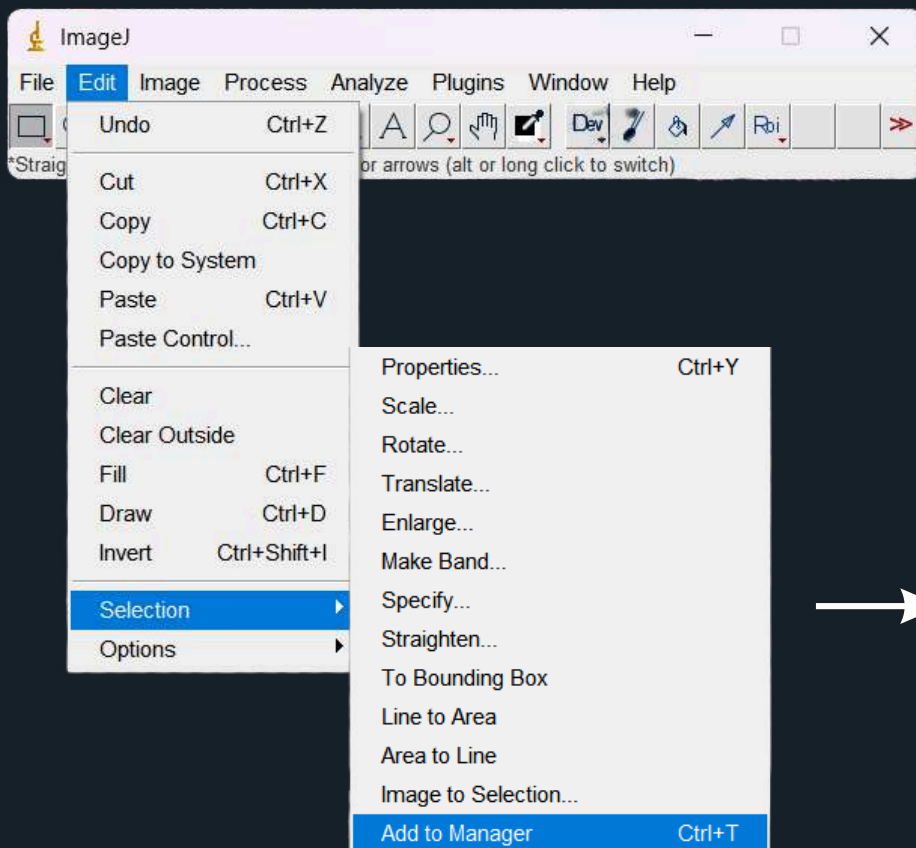 ImageJ
File Edit Image Process Analyze Plugins Window Help
A Dev Roi
*Straig or arrows (alt or long click to switch)
Undo Ctrl+Z
Cut Ctrl+X
Copy Ctrl+C
Copy to System
Paste Ctrl+V
Paste Control...
Clear
Clear Outside
Fill Ctrl+F
Draw Ctrl+D
Invert Ctrl+Shift+I
Selection
Options
Properties... Ctrl+Y
Scale...
Rotate...
Translate...
Enlarge...
Make Band...
Specify...
Straighten...
To Bounding Box
Line to Area
Area to Line
Image to Selection...
Add to Manager Ctrl+T